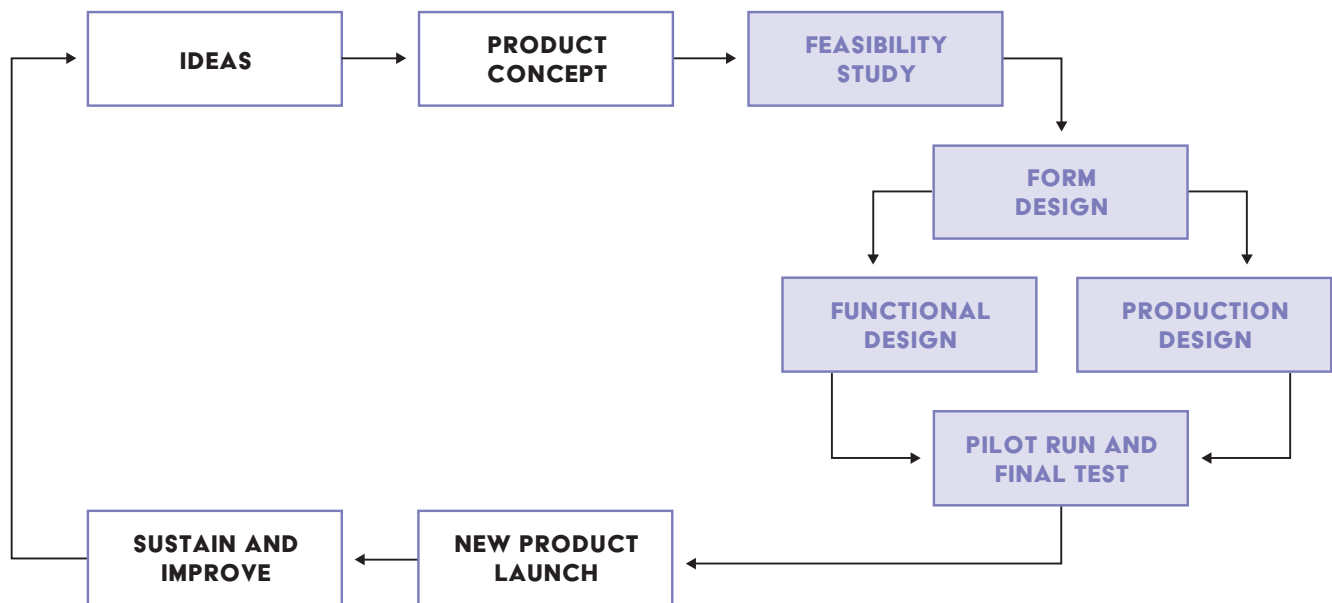 IDEAS
PRODUCT
CONCEPT
FEASIBILITY
STUDY
FORM
DESIGN
FUNCTIONAL
DESIGN
PRODUCTION
DESIGN
PILOT RUN AND
FINAL TEST
NEW PRODUCT
LAUNCH
SUSTAIN AND
IMPROVE